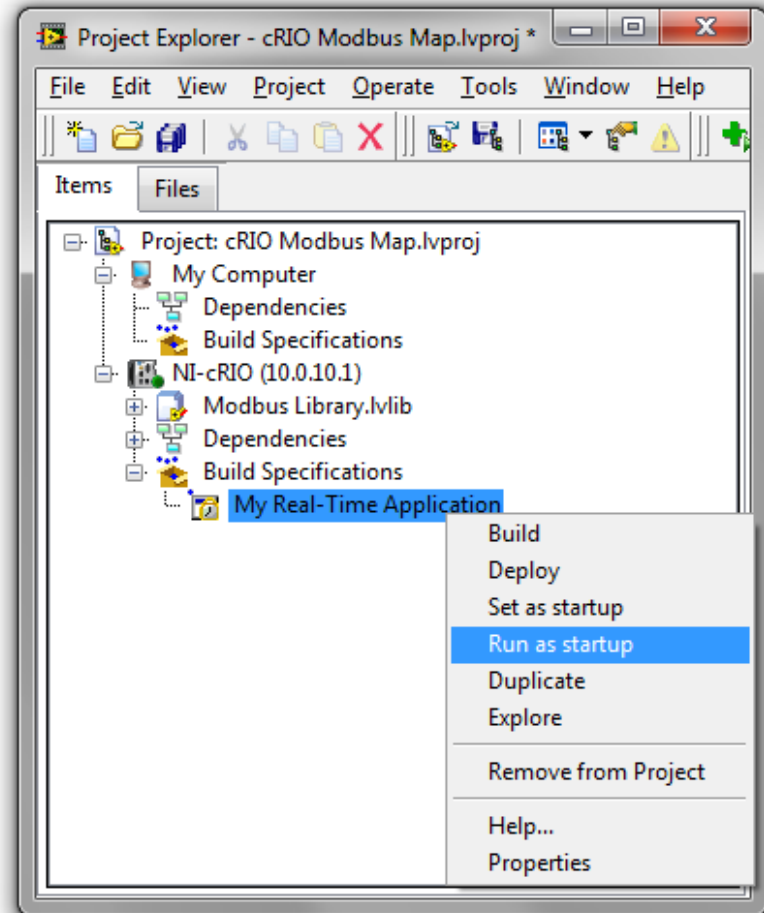 Project Explorer - cRIO Modbus Map.lvproj *
File Edit View Project Operate Tools Window Help
Items Files
Project: cRIO Modbus Map.lvproj
My Computer
Dependencies
Build Specifications
NI-cRIO (10.0.10.1)
Modbus Library.lvlib
Dependencies
Build Specifications
My Real-Time Application
Build
Deploy
Set as startup
Run as startup
Duplicate
Explore
Remove from Project
Help...
Properties